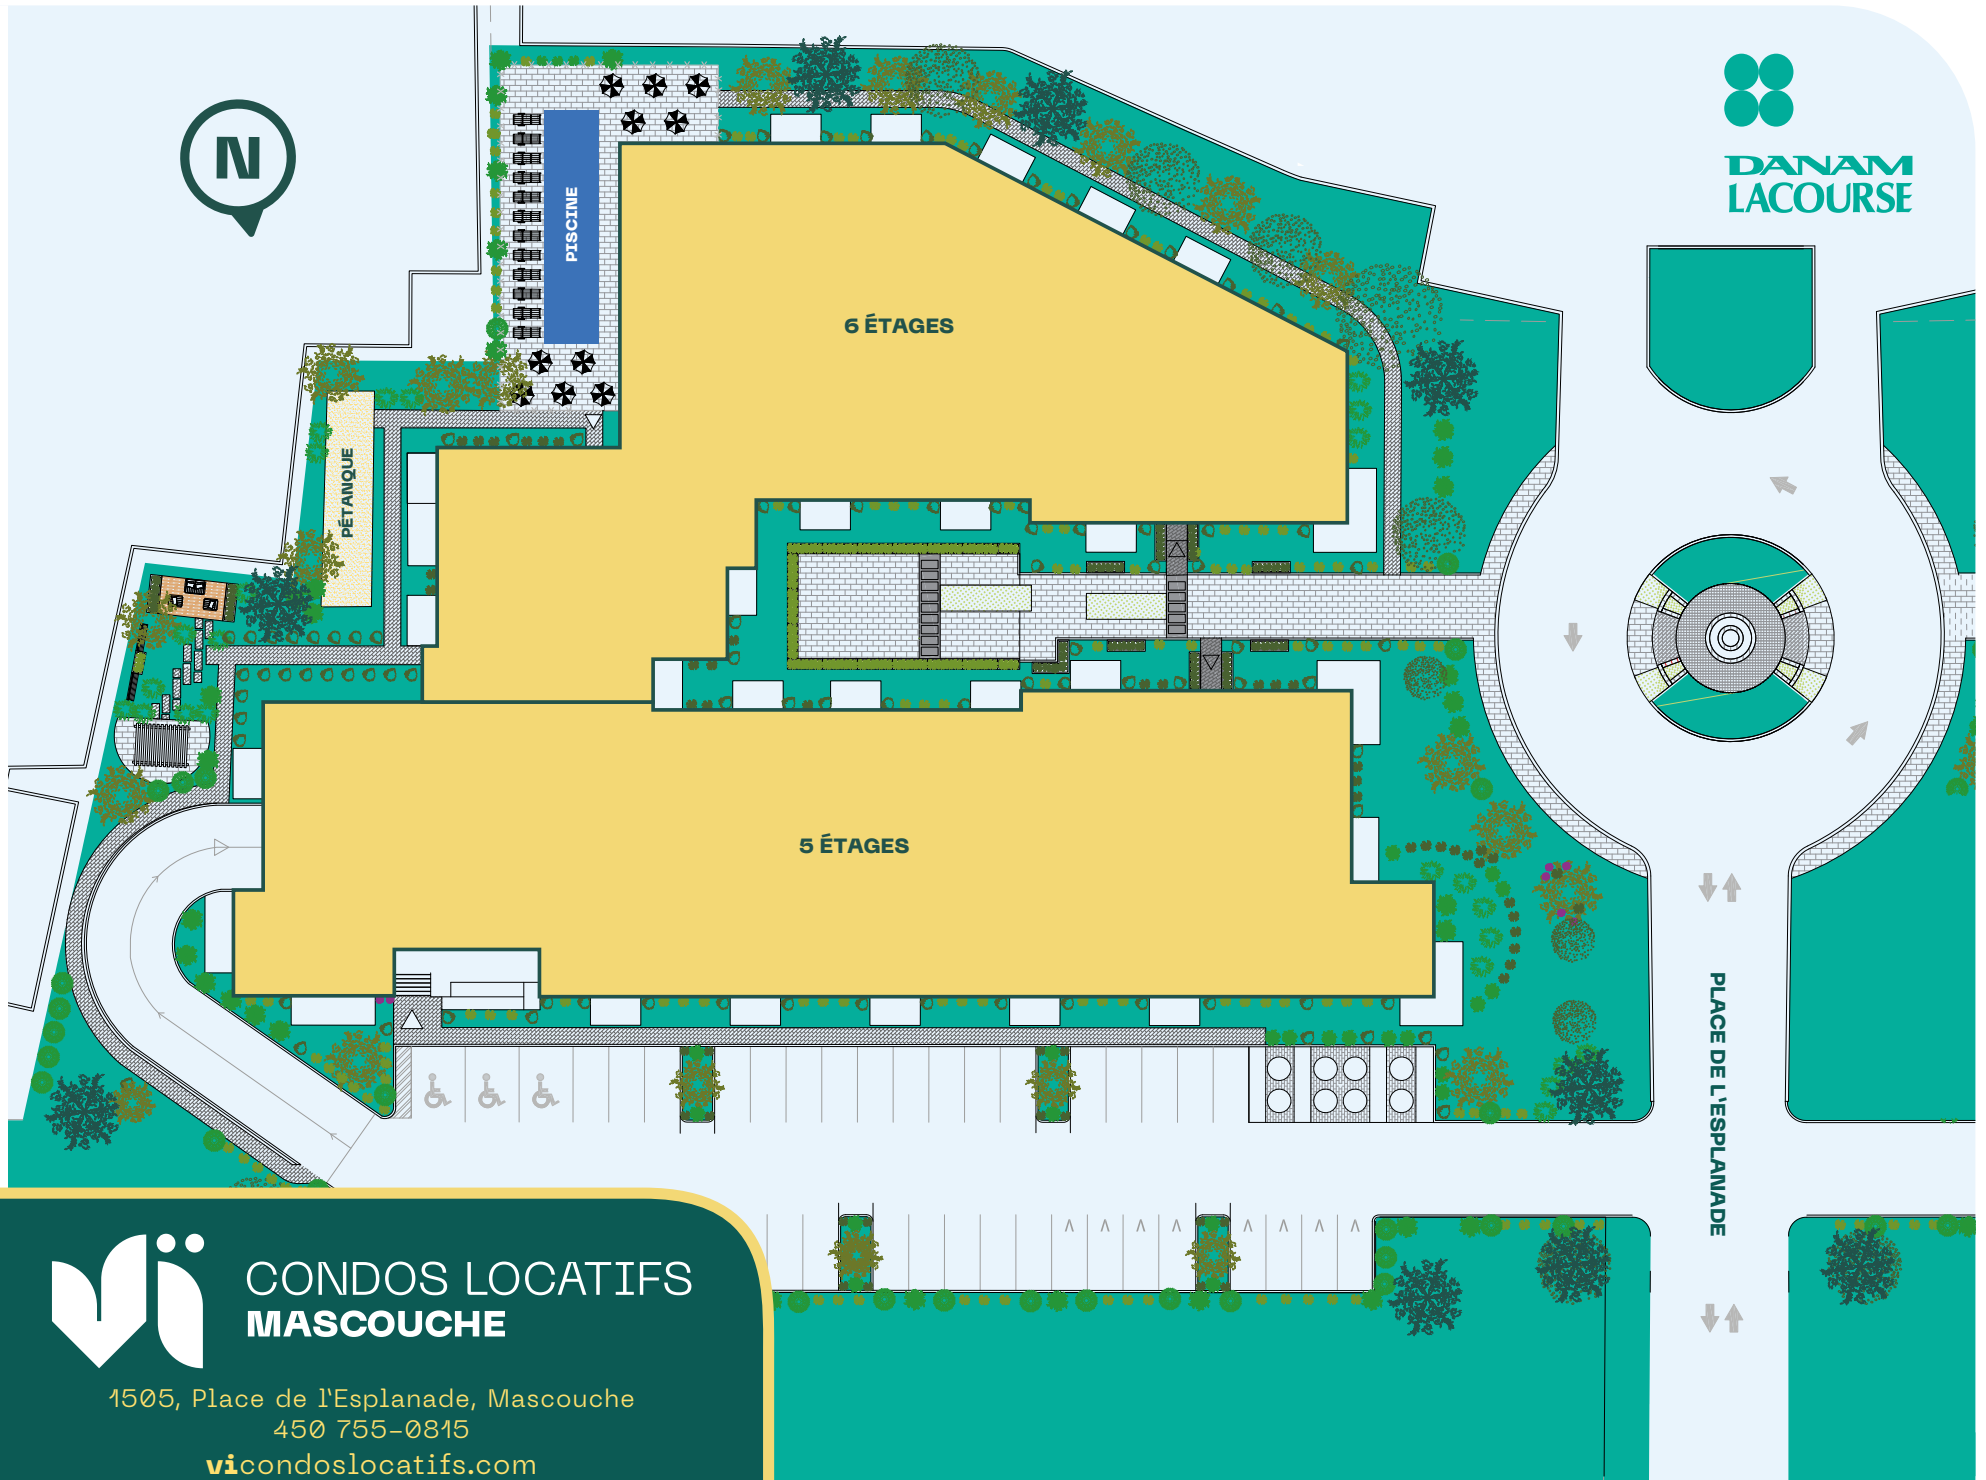 N
DANAM
LACOURSE
PISCINE
6 ÉTAGES
PÉTANQUE
5 ÉTAGES
PLACE DE L'ESPLANADE
vï
CONDOS LOCATIFS
MASCOUCHE
1505, Place de l'Esplanade, Mascouche
450 755-0815
vicondoslocatifs.com